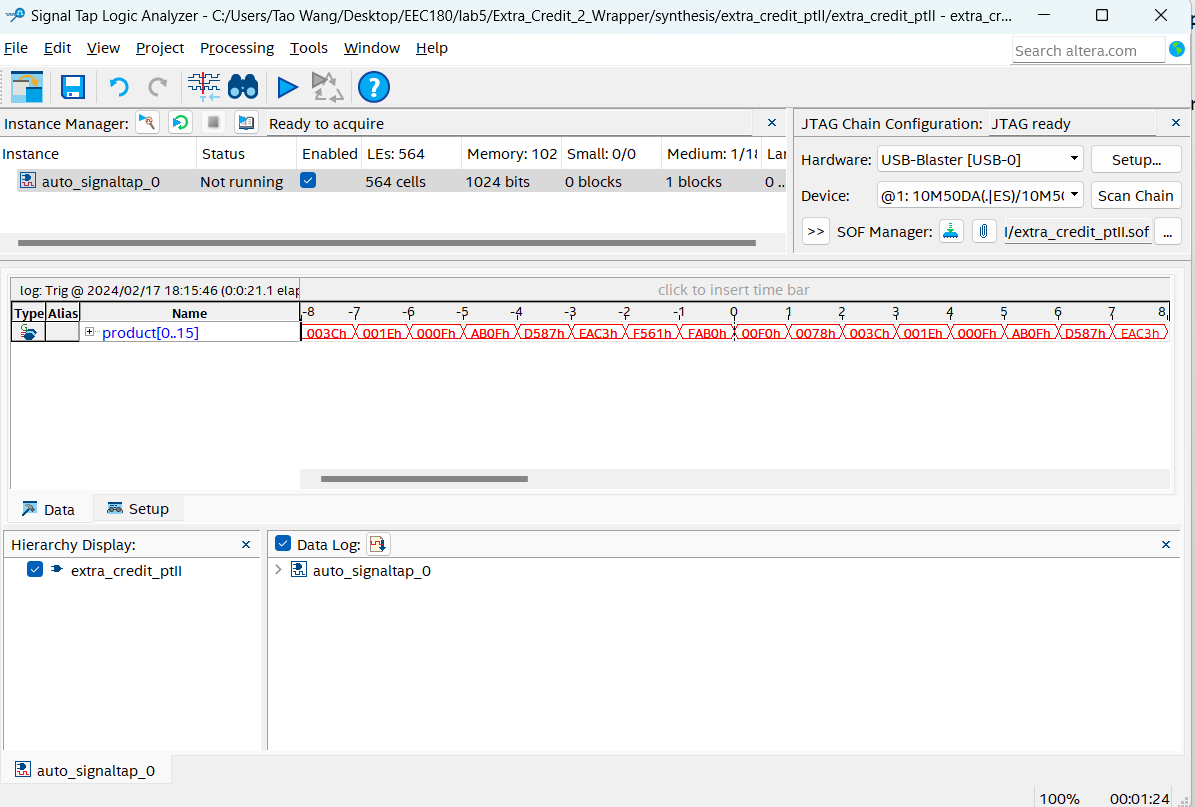 Signal Tap Logic Analyzer - C:/Users/Tao Wang/Desktop/EEC180/lab5/Extra_Credit_2_Wrapper/synthesis/extra_credit_ptII/extra_credit_ptII - extra_cr...
File Edit View Project Processing Tools Window Help
Search altera.com
Instance Manager: Ready to acquire
Instance Status Enabled LEs: 564 Memory: 102 Small: 0/0 Medium: 1/18 Lar
auto_signaltap_0 Not running 564 cells 1024 bits 0 blocks 1 blocks 0 ..
JTAG Chain Configuration: JTAG ready
Hardware: USB-Blaster [USB-0] Setup...
Device: @1: 10M50DA(.|ES)/10M50 Scan Chain
>> SOF Manager: I/extra_credit_ptII.sof ...
log: Trig @ 2024/02/17 18:15:46 (0:0:21.1 elap
click to insert time bar
Type Alias Name -8 -7 -6 -5 -4 -3 -2 -1 0 1 2 3 4 5 6 7 8
product[0..15] 003Ch 001Eh 000Fh AB0Fh D587h EAC3h F561h FAB0h 00F0h 0078h 003Ch 001Eh 000Fh AB0Fh D587h EAC3h
Data Setup
Hierarchy Display:
extra_credit_ptII
Data Log:
auto_signaltap_0
auto_signaltap_0
100% 00:01:24